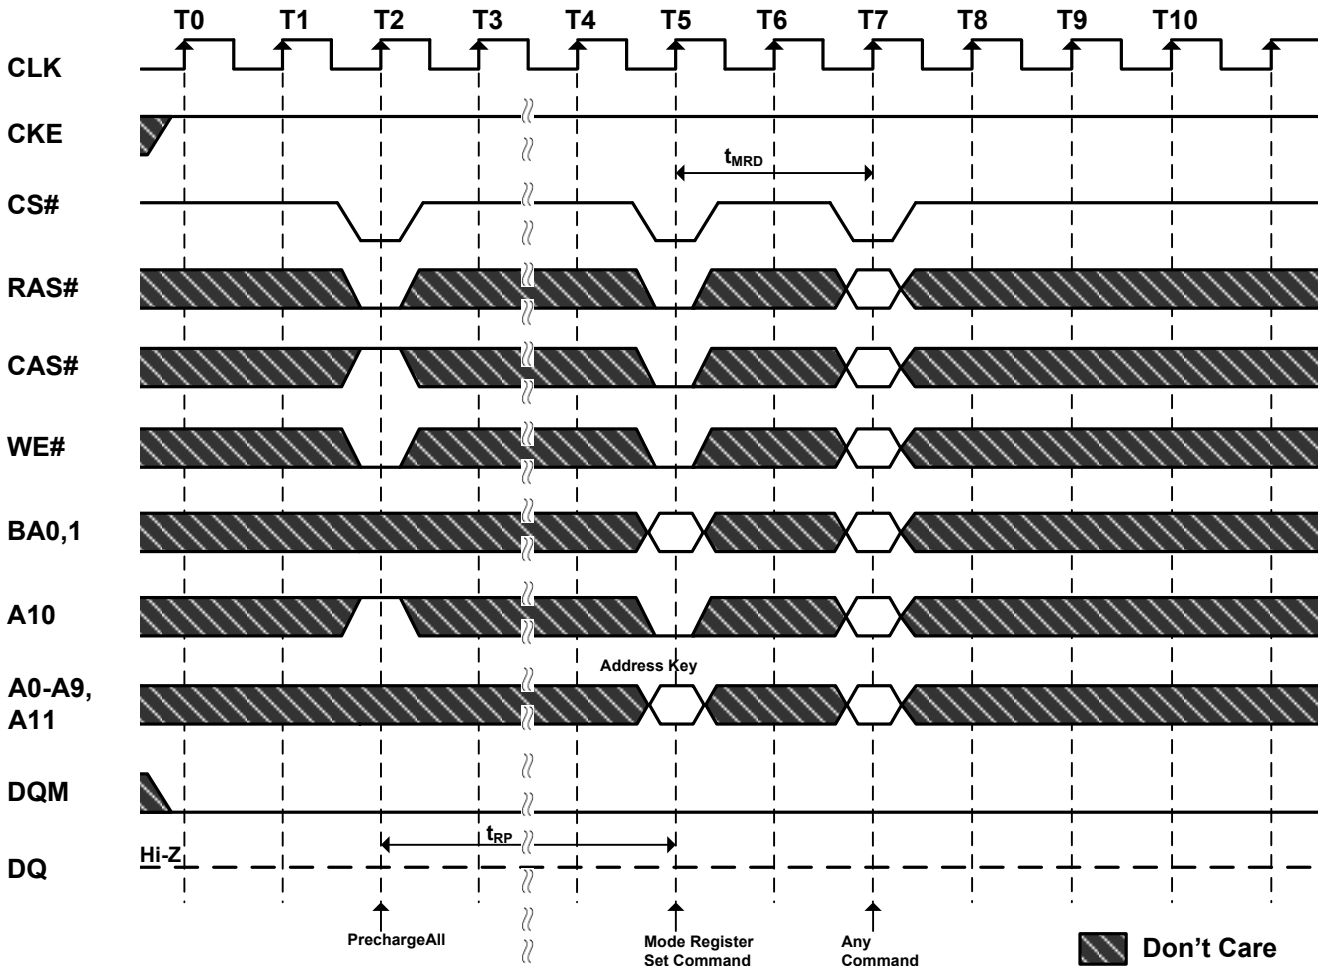 T0 T1 T2 T3 T4 T5 T6 T7 T8 T9 T10
CLK
CKE
tMRD
CS#
RAS#
CAS#
WE#
BA0,1
A10
Address Key
A0-A9,
A11
DQM
tRP
Hi-Z
DQ
PrechargeAll
Mode Register
Set Command
Any
Command
Don't Care